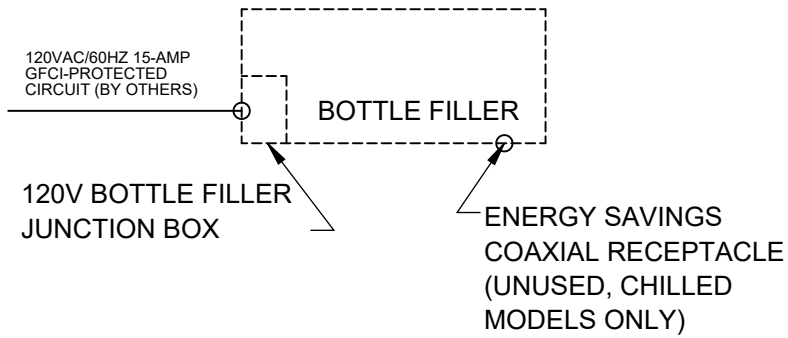 120VAC/60HZ 15-AMP
GFCI-PROTECTED
CIRCUIT (BY OTHERS)
BOTTLE FILLER
120V BOTTLE FILLER
JUNCTION BOX
ENERGY SAVINGS
COAXIAL RECEPTACLE
(UNUSED, CHILLED
MODELS ONLY)